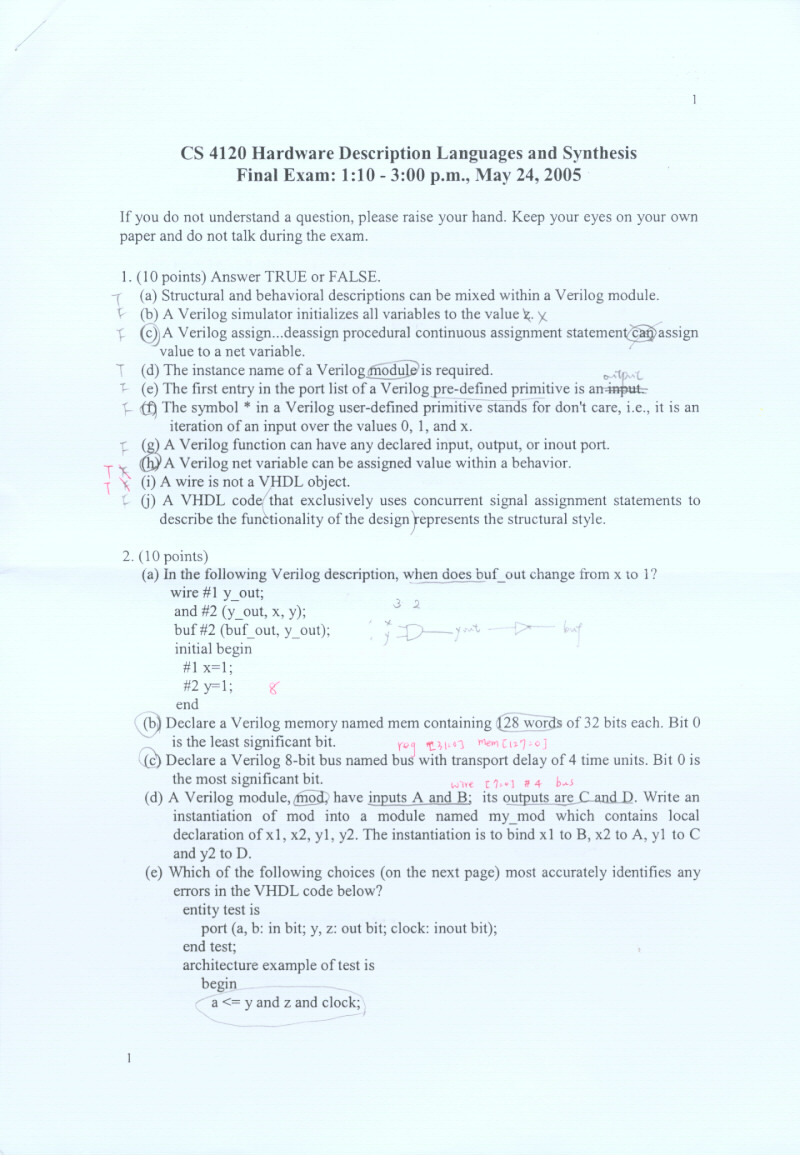 1
CS 4120 Hardware Description Languages and Synthesis
Final Exam: 1:10 - 3:00 p.m., May 24, 2005
If you do not understand a question, please raise your hand. Keep your eyes on your own
paper and do not talk during the exam.
1. (10 points) Answer TRUE or FALSE.
T (a) Structural and behavioral descriptions can be mixed within a Verilog module.
F (b) A Verilog simulator initializes all variables to the value z. x
F (c) A Verilog assign...deassign procedural continuous assignment statement can assign
value to a net variable.
T (d) The instance name of a Verilog module is required.
output
F (e) The first entry in the port list of a Verilog pre-defined primitive is an input.
F (f) The symbol * in a Verilog user-defined primitive stands for don't care, i.e., it is an
iteration of an input over the values 0, 1, and x.
F (g) A Verilog function can have any declared input, output, or inout port.
T (h) A Verilog net variable can be assigned value within a behavior.
T (i) A wire is not a VHDL object.
F (j) A VHDL code that exclusively uses concurrent signal assignment statements to
describe the functionality of the design represents the structural style.
2. (10 points)
(a) In the following Verilog description, when does buf_out change from x to 1?
wire #1 y_out;
and #2 (y_out, x, y); 3 2
buf #2 (buf_out, y_out); x y yout buf
initial begin
#1 x=1;
#2 y=1; 8
end
(b) Declare a Verilog memory named mem containing 128 words of 32 bits each. Bit 0
is the least significant bit. reg [31:0] mem [127:0]
(c) Declare a Verilog 8-bit bus named bus with transport delay of 4 time units. Bit 0 is
the most significant bit. wire #4 bus
(d) A Verilog module, mod, have inputs A and B; its outputs are C and D. Write an
instantiation of mod into a module named my_mod which contains local
declaration of x1, x2, y1, y2. The instantiation is to bind x1 to B, x2 to A, y1 to C
and y2 to D.
(e) Which of the following choices (on the next page) most accurately identifies any
errors in the VHDL code below?
entity test is
port (a, b: in bit; y, z: out bit; clock: inout bit);
end test;
architecture example of test is
begin
a <= y and z and clock;
1